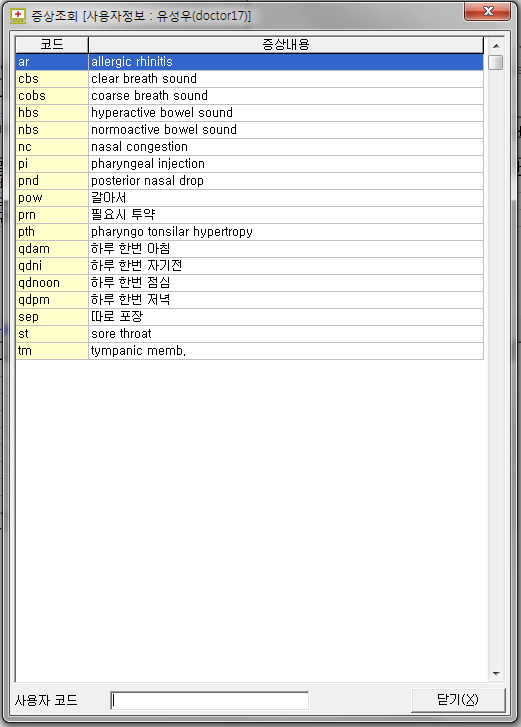 증상조회 [사용자정보 : 유성우(doctor17)]
코드 증상내용
ar allergic rhinitis
cbs clear breath sound
cobs coarse breath sound
hbs hyperactive bowel sound
nbs normoactive bowel sound
nc nasal congestion
pi pharyngeal injection
pnd posterior nasal drop
pow 갈아서
prn 필요시 투약
pth pharyngo tonsilar hypertropy
qdam 하루 한번 아침
qdni 하루 한번 자기전
qdnoon 하루 한번 점심
qdpm 하루 한번 저녁
sep 따로 포장
st sore throat
tm tympanic memb.
사용자 코드 닫기(X)